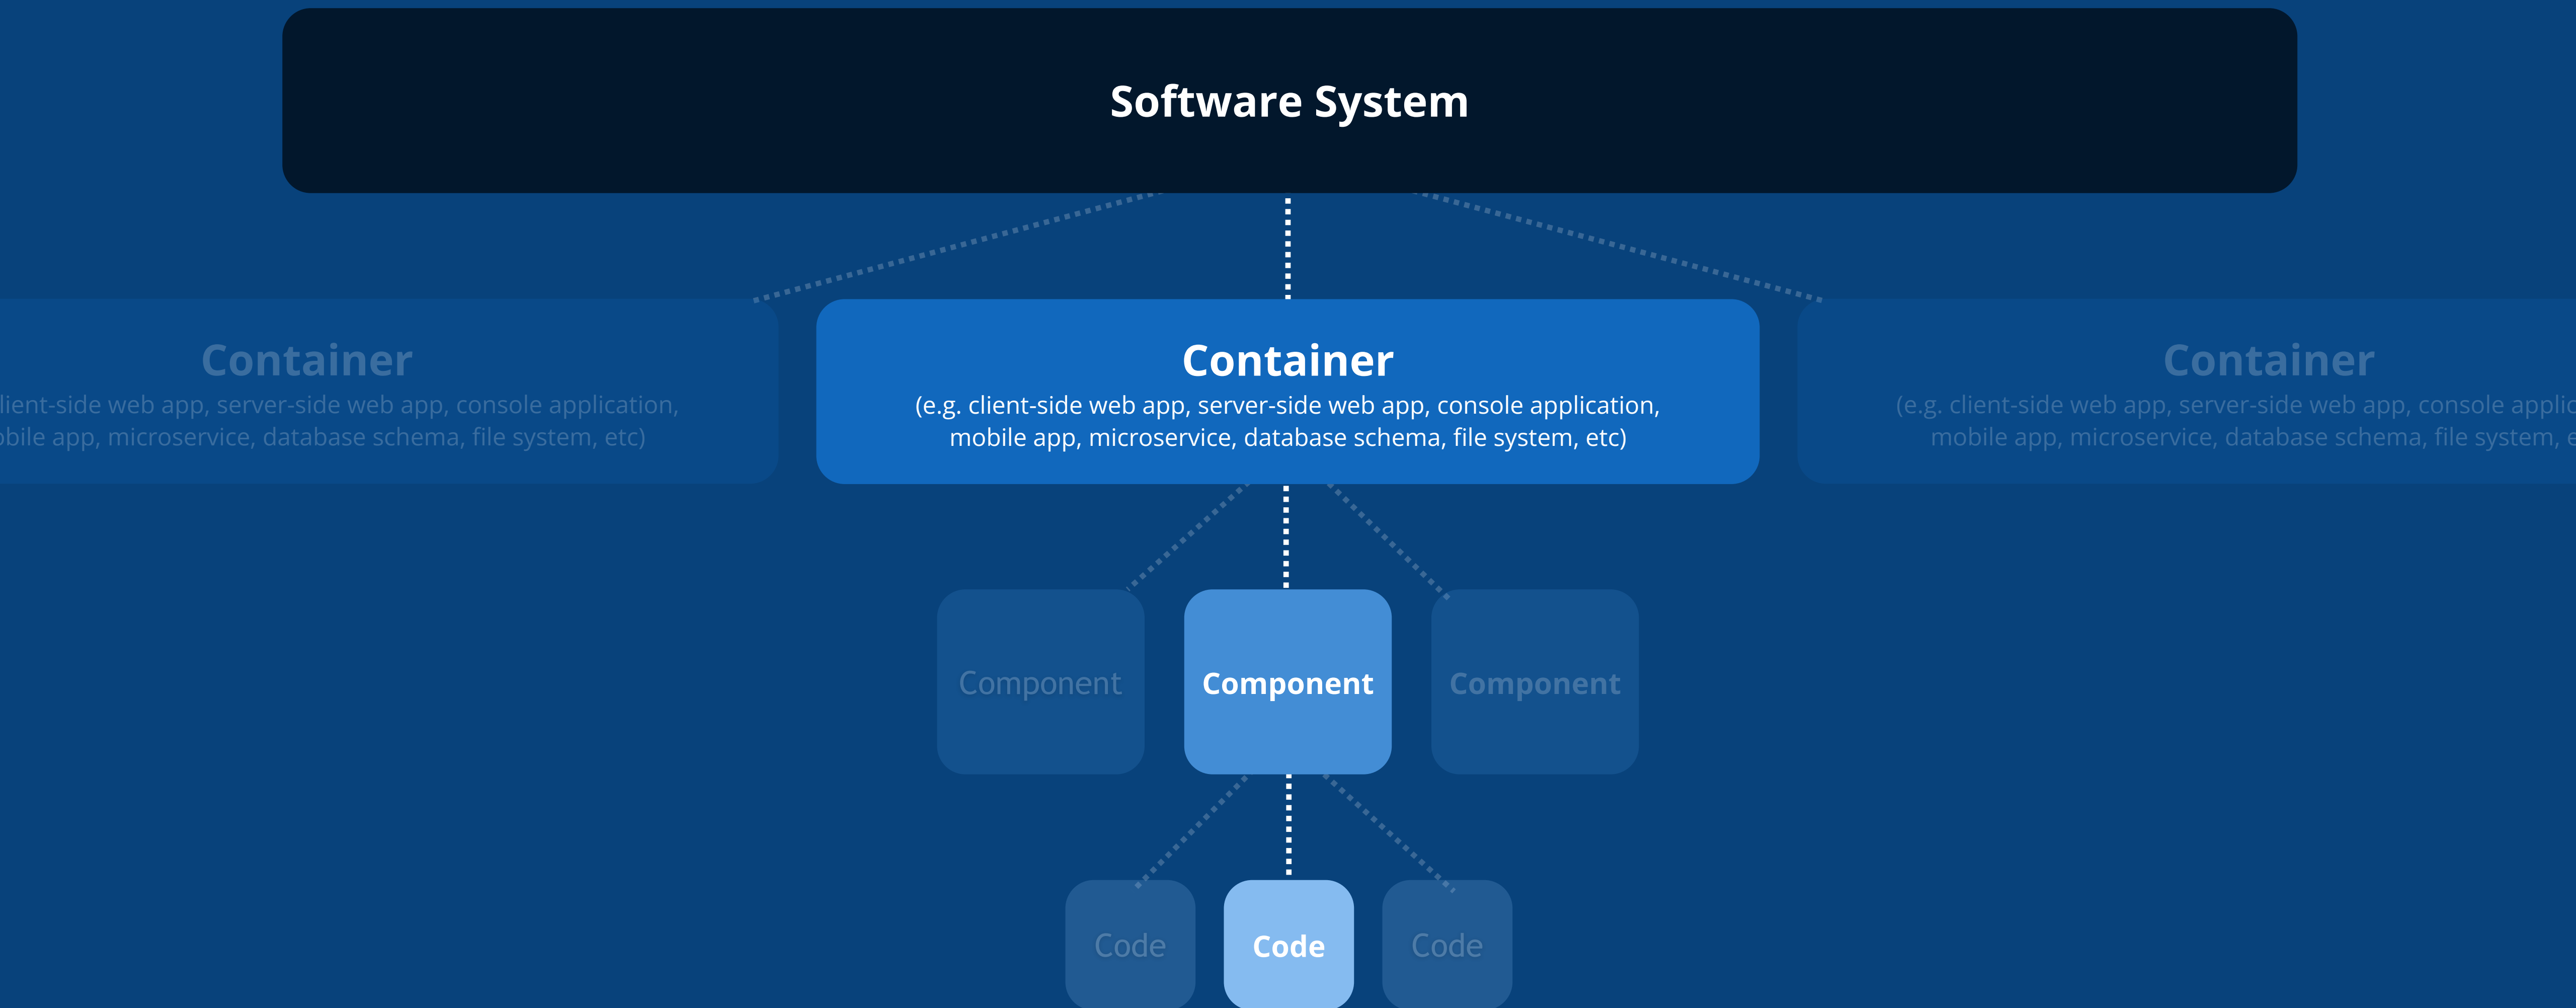 Software System
Container
lient-side web app, server-side web app, console application,
bile app, microservice, database schema, file system, etc)
Container
(e.g. client-side web app, server-side web app, console application,
mobile app, microservice, database schema, file system, etc)
Container
(e.g. client-side web app, server-side web app, console applic
mobile app, microservice, database schema, file system, e
Component
Component
Component
Code
Code
Code